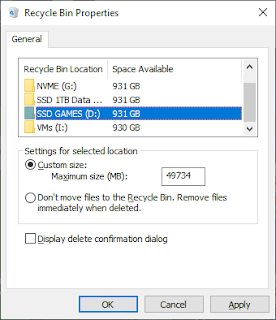 Recycle Bin Properties
General
Recycle Bin Location Space Available
NVME (G:) 931 GB
SSD 1TB Data ... 931 GB
SSD GAMES (D:) 931 GB
VMs (I:) 930 GB
Settings for selected location
Custom size:
Maximum size (MB): 49734
Don't move files to the Recycle Bin. Remove files
immediately when deleted.
Display delete confirmation dialog
OK Cancel Apply